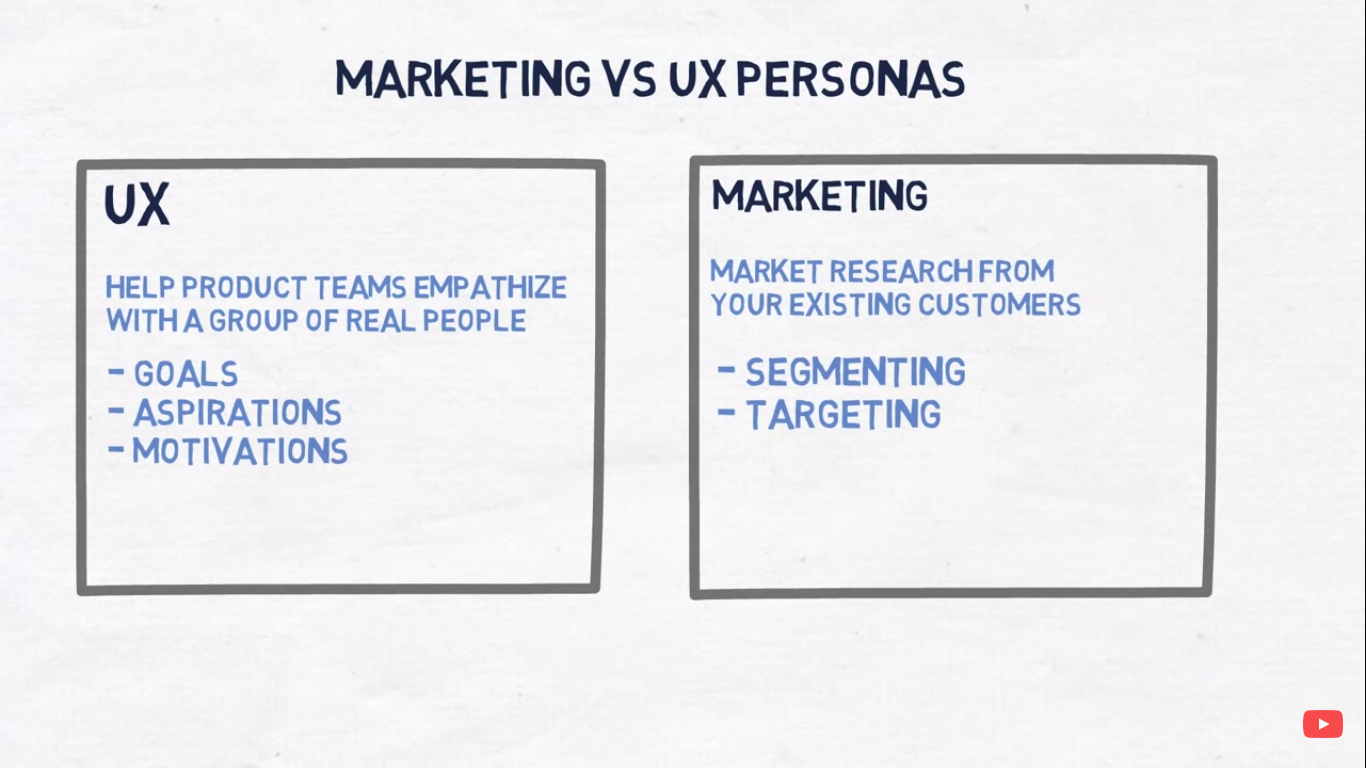 MARKETING VS UX PERSONAS
UX
HELP PRODUCT TEAMS EMPATHIZE
WITH A GROUP OF REAL PEOPLE
- GOALS
- ASPIRATIONS
- MOTIVATIONS
MARKETING
MARKET RESEARCH FROM
YOUR EXISTING CUSTOMERS
- SEGMENTING
- TARGETING